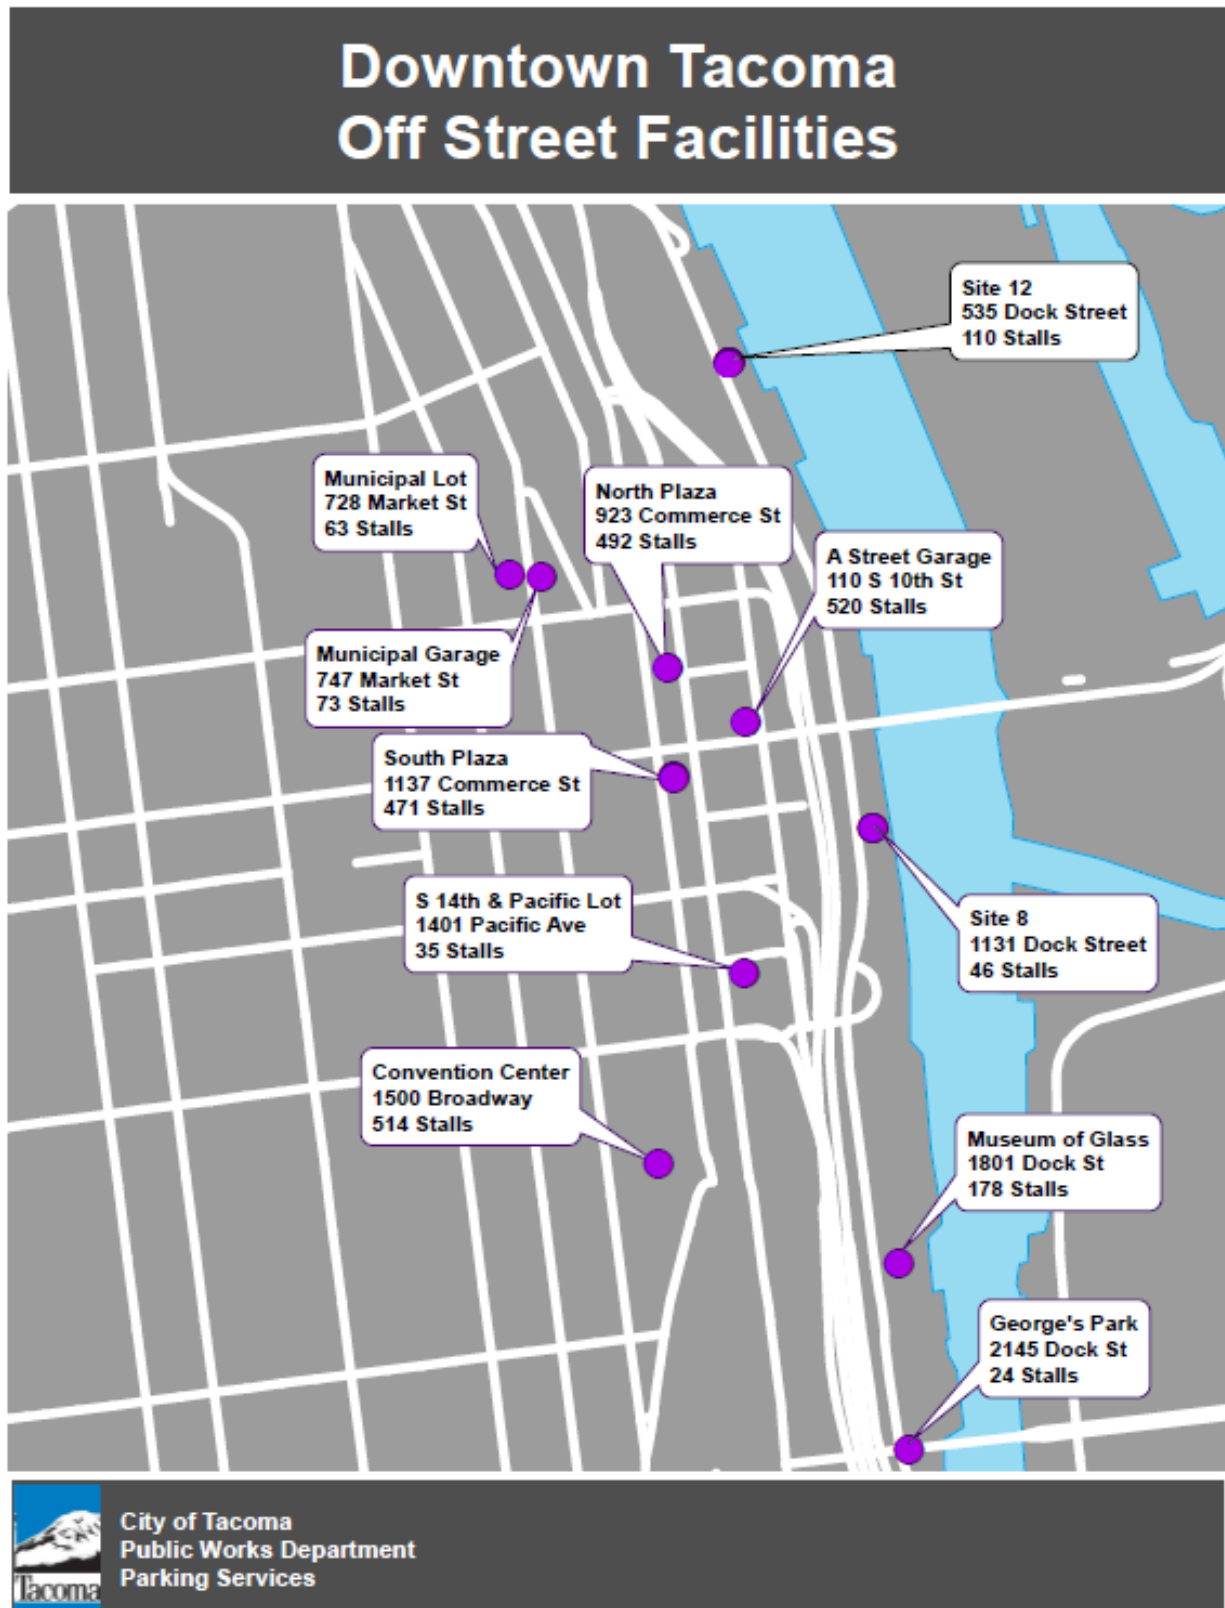 Downtown Tacoma
Off Street Facilities
Site 12
535 Dock Street
110 Stalls
Municipal Lot
728 Market St
63 Stalls
North Plaza
923 Commerce St
492 Stalls
A Street Garage
110 S 10th St
520 Stalls
Municipal Garage
747 Market St
73 Stalls
South Plaza
1137 Commerce St
471 Stalls
S 14th & Pacific Lot
1401 Pacific Ave
35 Stalls
Site 8
1131 Dock Street
46 Stalls
Convention Center
1500 Broadway
514 Stalls
Museum of Glass
1801 Dock St
178 Stalls
George's Park
2145 Dock St
24 Stalls
Tacoma
City of Tacoma
Public Works Department
Parking Services